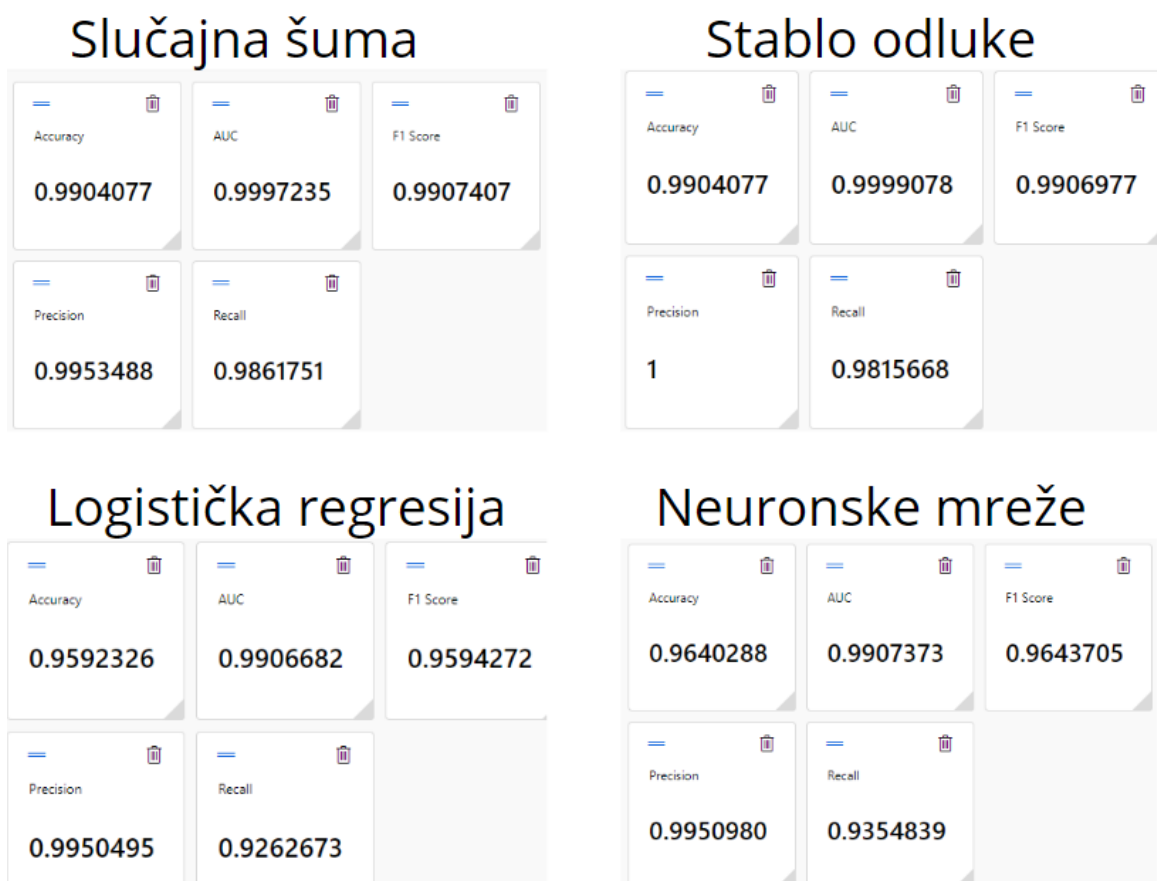 Slučajna šuma
Accuracy AUC F1 Score
0.9904077 0.9997235 0.9907407
Precision Recall
0.9953488 0.9861751
Stablo odluke
Accuracy AUC F1 Score
0.9904077 0.9999078 0.9906977
Precision Recall
1 0.9815668
Logistička regresija
Accuracy AUC F1 Score
0.9592326 0.9906682 0.9594272
Precision Recall
0.9950495 0.9262673
Neuronske mreže
Accuracy AUC F1 Score
0.9640288 0.9907373 0.9643705
Precision Recall
0.9950980 0.9354839